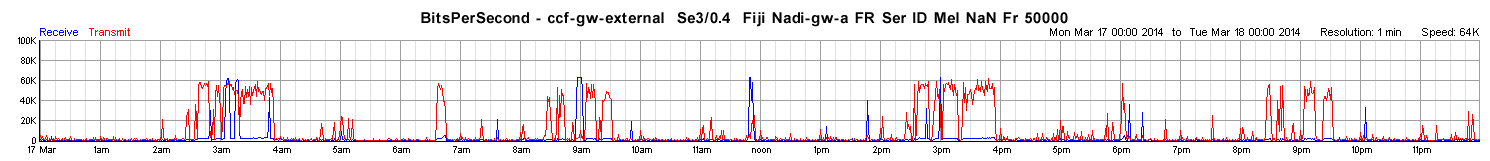 BitsPerSecond - ccf-gw-external Se3/0.4 Fiji Nadi-gw-a FR Ser ID Mel NaN Fr 50000
Receive Transmit Mon Mar 17 00:00 2014 to Tue Mar 18 00:00 2014 Resolution: 1 min Speed: 64K
100K
80K
60K
40K
20K
0
17 Mar 1am 2am 3am 4am 5am 6am 7am 8am 9am 10am 11am noon 1pm 2pm 3pm 4pm 5pm 6pm 7pm 8pm 9pm 10pm 11pm